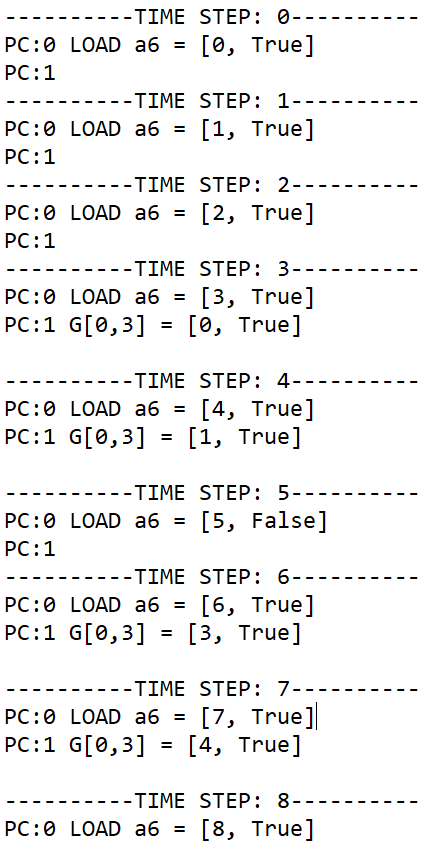 ----------TIME STEP: 0----------
PC:0 LOAD a6 = [0, True]
PC:1
----------TIME STEP: 1----------
PC:0 LOAD a6 = [1, True]
PC:1
----------TIME STEP: 2----------
PC:0 LOAD a6 = [2, True]
PC:1
----------TIME STEP: 3----------
PC:0 LOAD a6 = [3, True]
PC:1 G[0,3] = [0, True]
----------TIME STEP: 4----------
PC:0 LOAD a6 = [4, True]
PC:1 G[0,3] = [1, True]
----------TIME STEP: 5----------
PC:0 LOAD a6 = [5, False]
PC:1
----------TIME STEP: 6----------
PC:0 LOAD a6 = [6, True]
PC:1 G[0,3] = [3, True]
----------TIME STEP: 7----------
PC:0 LOAD a6 = [7, True]
PC:1 G[0,3] = [4, True]
----------TIME STEP: 8----------
PC:0 LOAD a6 = [8, True]